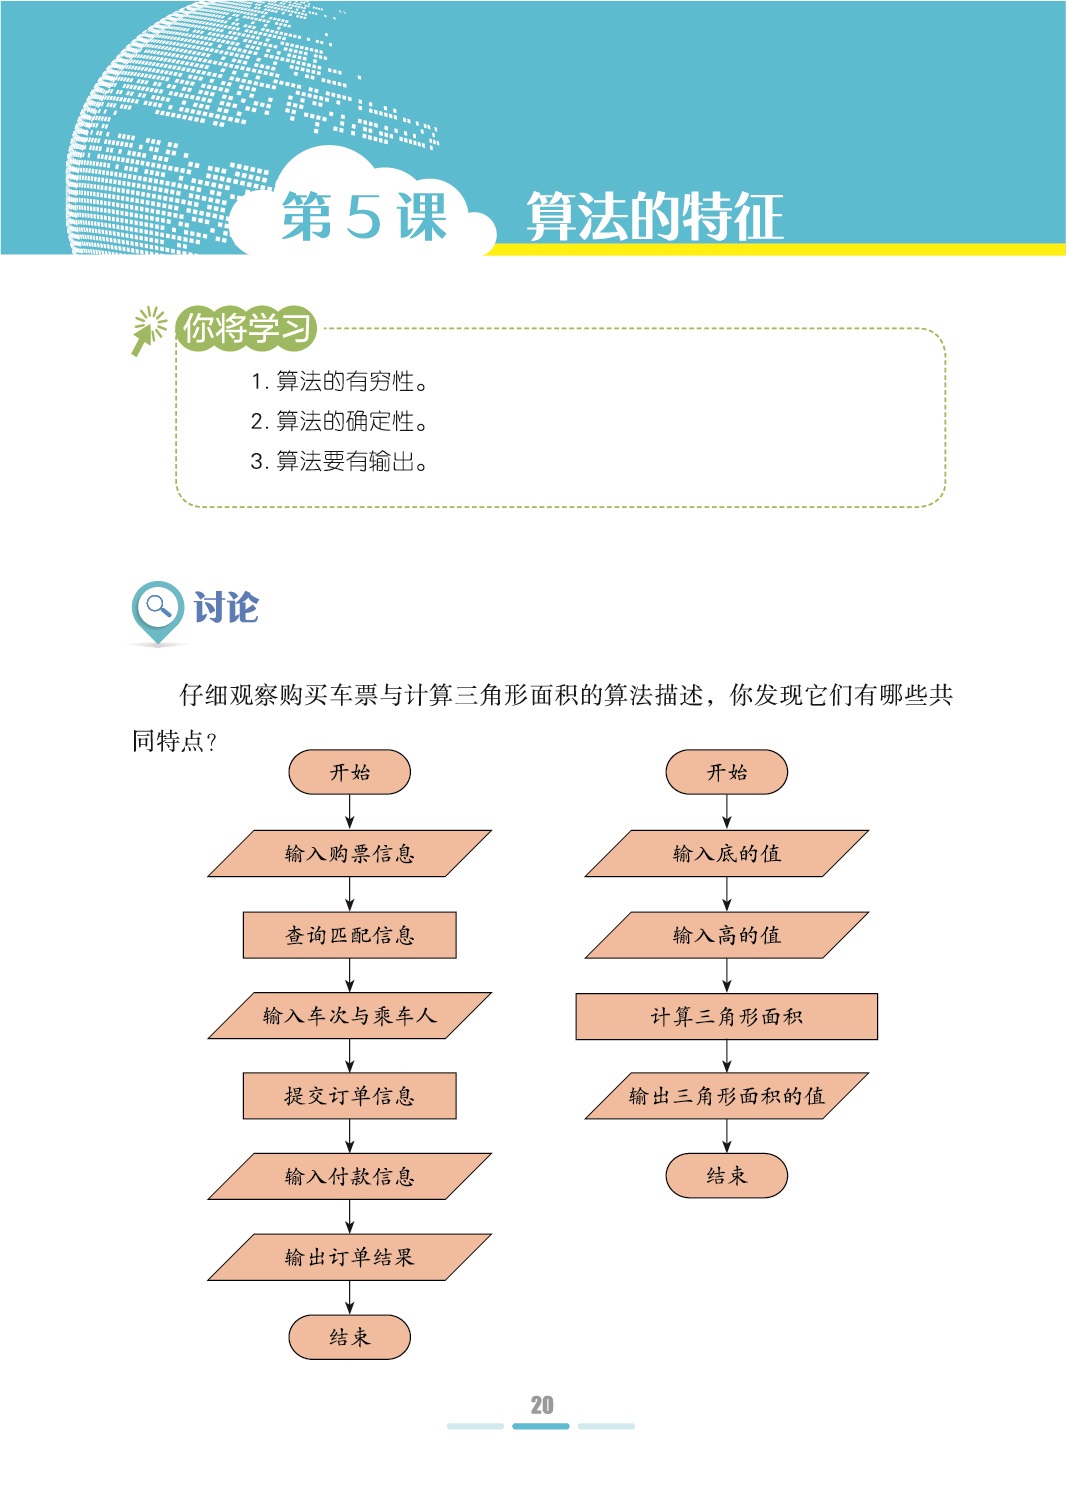 第5课 算法的特征
你将学习
1. 算法的有穷性。
2. 算法的确定性。
3. 算法要有输出。
讨论
仔细观察购买车票与计算三角形面积的算法描述，你发现它们有哪些共
同特点？
开始
输入购票信息
查询匹配信息
输入车次与乘车人
提交订单信息
输入付款信息
输出订单结果
结束
开始
输入底的值
输入高的值
计算三角形面积
输出三角形面积的值
结束
20